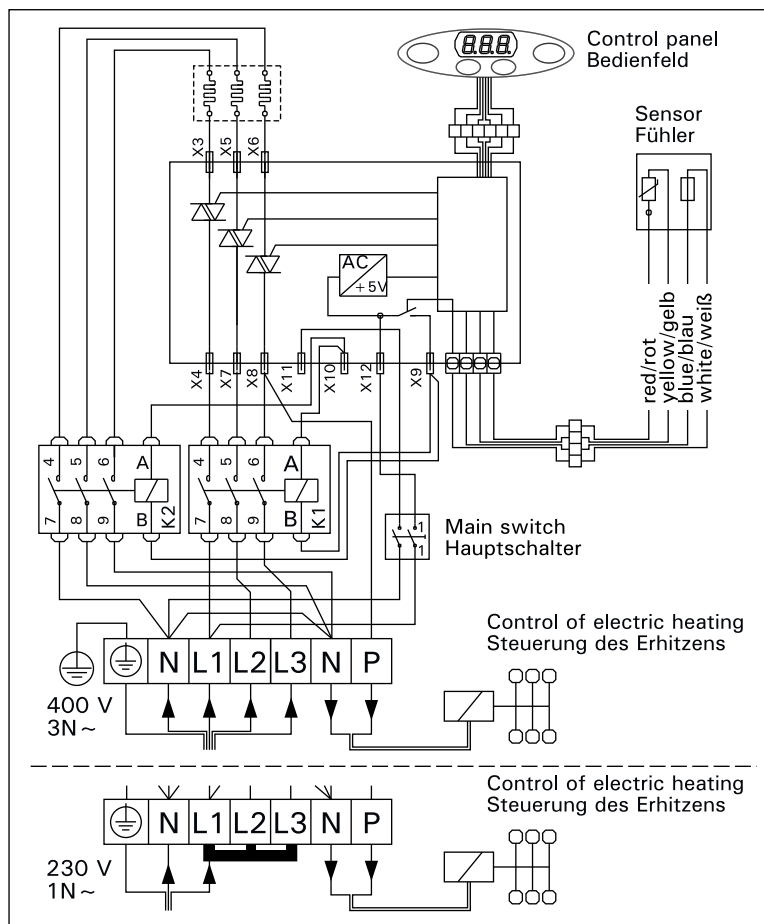 8.8.8.
Control panel
Bedienfeld
Sensor
Fühler
X3
X5
X6
AC
+5V
X4
X7
X8
X11
X10
X12
X9
red/rot
yellow/gelb
blue/blau
white/weiß
4 5 6 A
7 8 9 B K2
4 5 6 A
7 8 9 B K1
1
1
Main switch
Hauptschalter
Control of electric heating
Steuerung des Erhitzens
N L1 L2 L3 N P
400 V
3N~
Control of electric heating
Steuerung des Erhitzens
N L1 L2 L3 N P
230 V
1N~